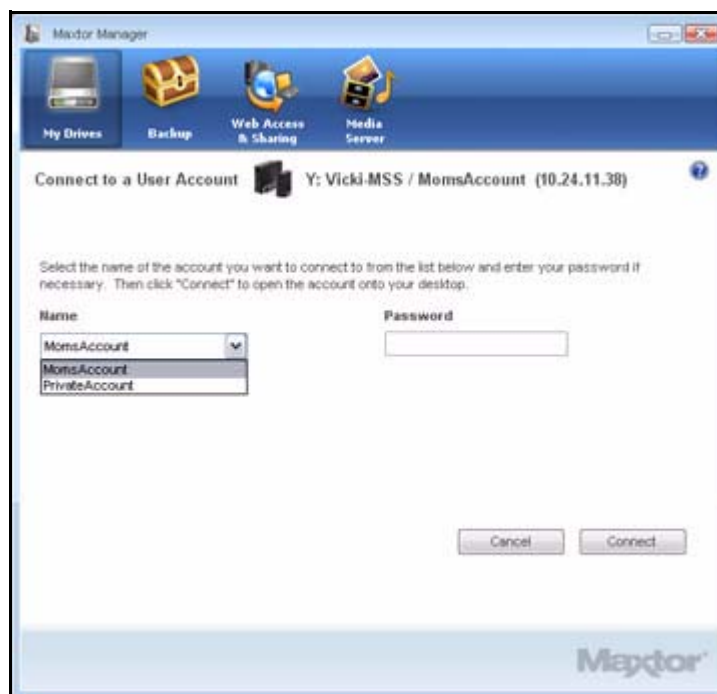 Maxtor Manager
My Drives
Backup
Web Access
& Sharing
Media
Server
Connect to a User Account
Y: Vicki-MSS / MomsAccount (10.24.11.38)
?
Select the name of the account you want to connect to from the list below and enter your password if
necessary. Then click "Connect" to open the account onto your desktop.
Name
Password
MomsAccount
MomsAccount
PrivateAccount
Cancel
Connect
Maxtor